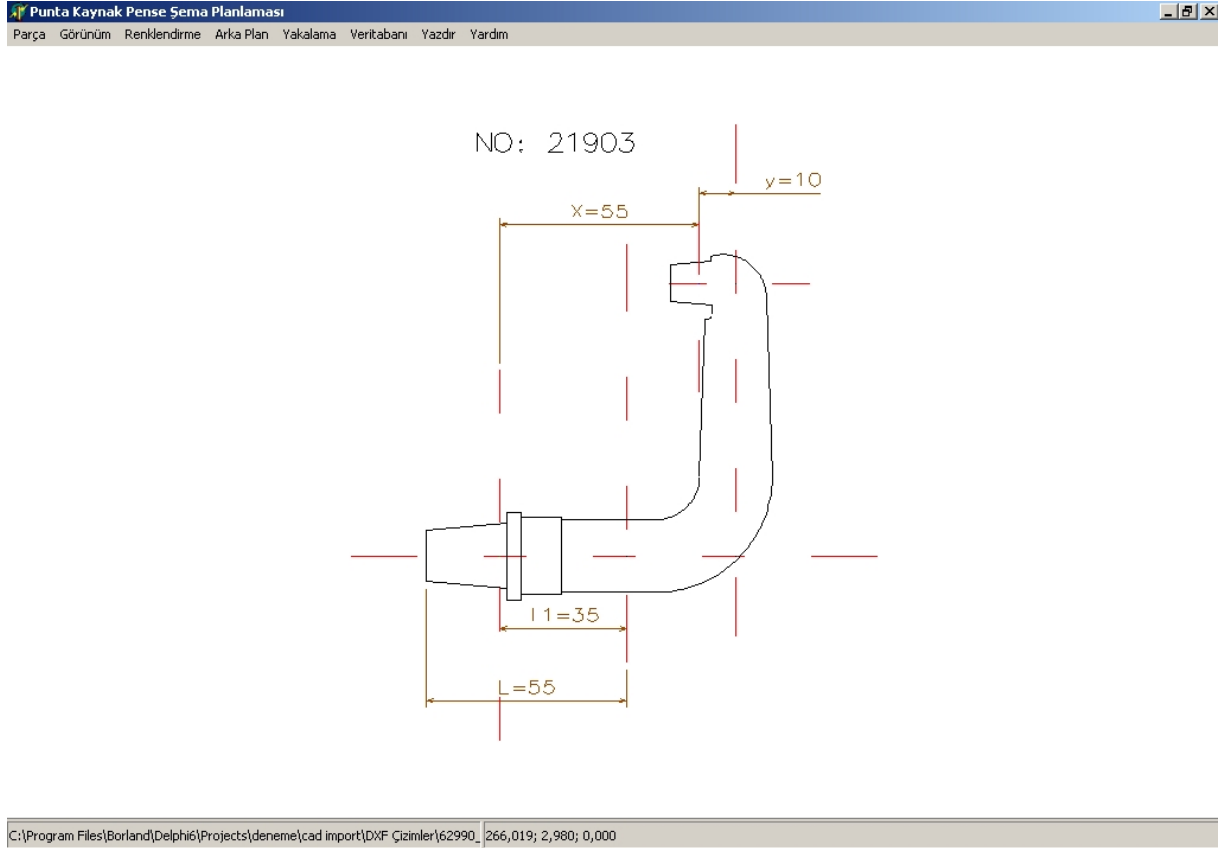 Punta Kaynak Pense Şema Planlaması
Parça Görünüm Renklendirme Arka Plan Yakalama Veritabanı Yazdır Yardım
NO: 21903
y=10
X=55
l1=35
L=55
C:\Program Files\Borland\Delphi6\Projects\deneme\cad import\DXF Çizimler\62990_ 266,019; 2,980; 0,000